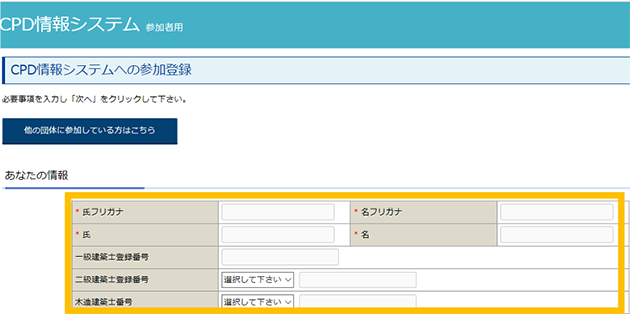 CPD情報システム 参加者用
CPD情報システムへの参加登録
必要事項を入力し「次へ」をクリックして下さい。
他の団体に参加している方はこちら
あなたの情報
* 氏フリガナ * 名フリガナ
* 氏 * 名
一級建築士登録番号
二級建築士登録番号 選択して下さい
木造建築士番号 選択して下さい